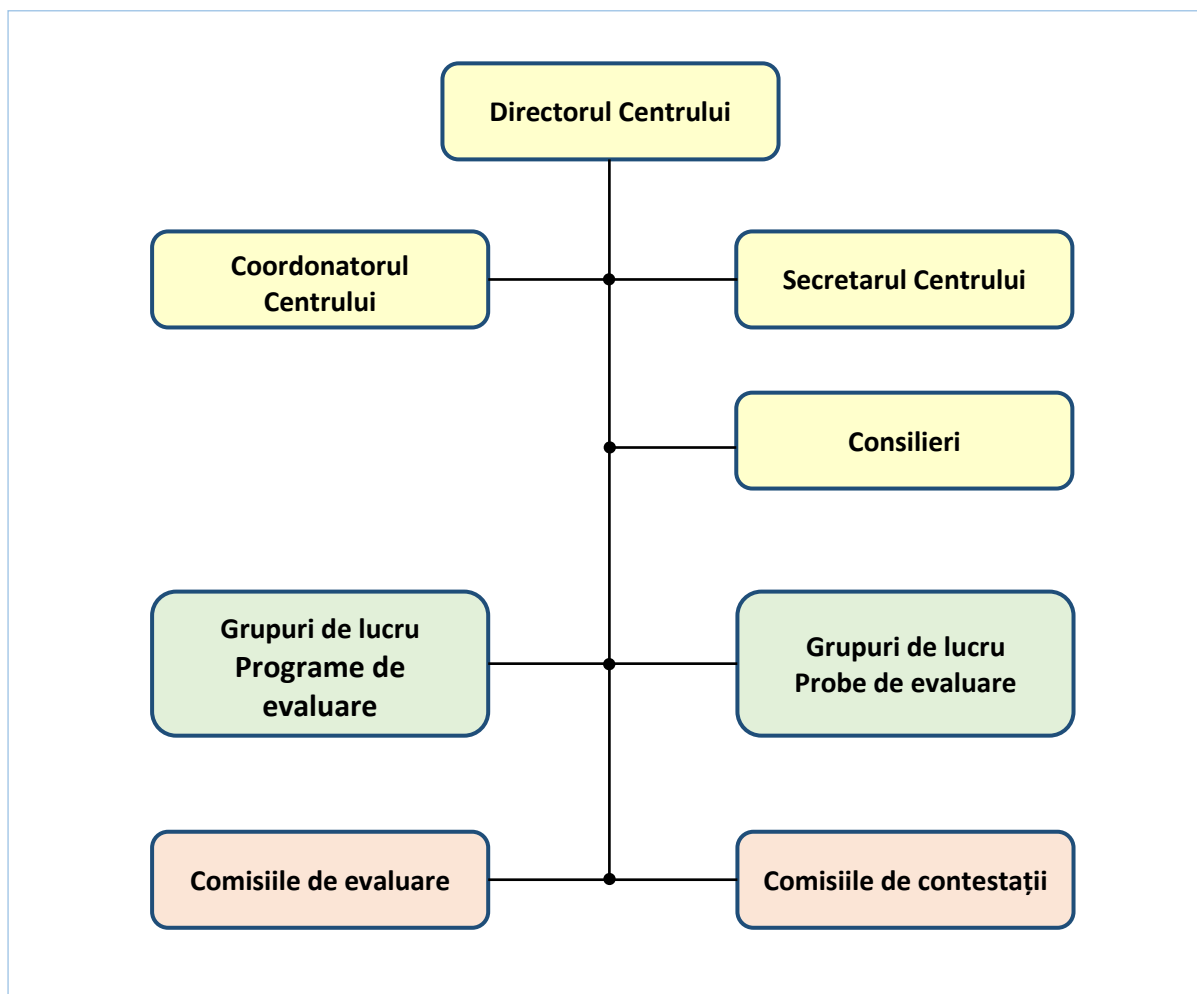 Directorul Centrului
Coordonatorul
Centrului
Secretarul Centrului
Consilieri
Grupuri de lucru
Programe de
evaluare
Grupuri de lucru
Probe de evaluare
Comisiile de evaluare
Comisiile de contestații